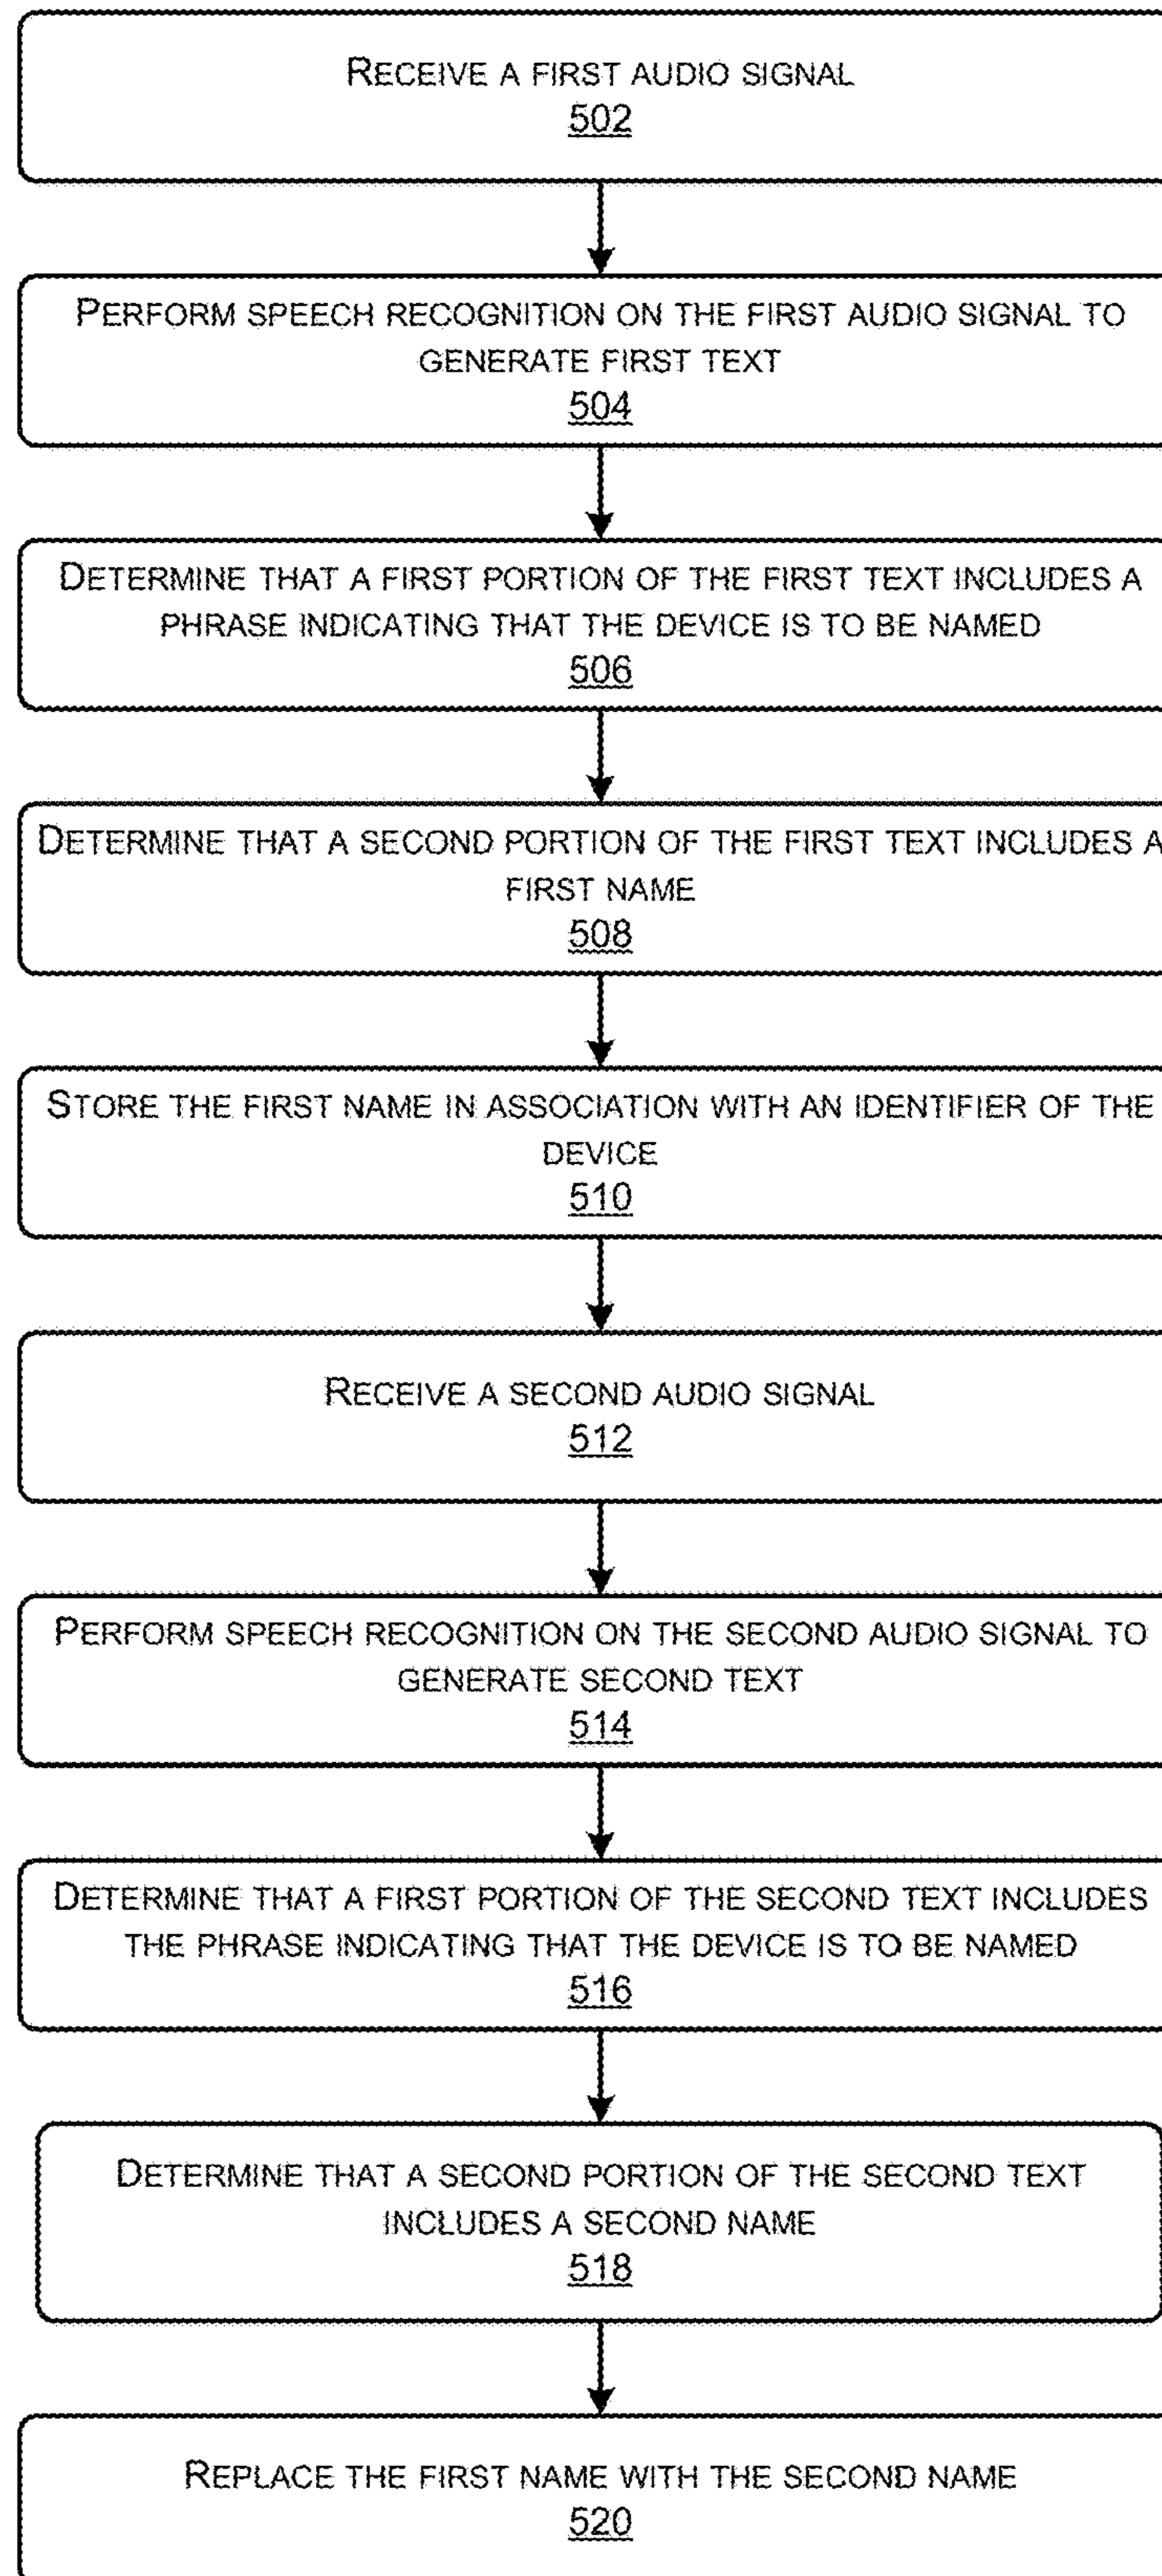 RECEIVE A FIRST AUDIO SIGNAL
502
PERFORM SPEECH RECOGNITION ON THE FIRST AUDIO SIGNAL TO
GENERATE FIRST TEXT
504
DETERMINE THAT A FIRST PORTION OF THE FIRST TEXT INCLUDES A
PHRASE INDICATING THAT THE DEVICE IS TO BE NAMED
506
DETERMINE THAT A SECOND PORTION OF THE FIRST TEXT INCLUDES A
FIRST NAME
508
STORE THE FIRST NAME IN ASSOCIATION WITH AN IDENTIFIER OF THE
DEVICE
510
RECEIVE A SECOND AUDIO SIGNAL
512
PERFORM SPEECH RECOGNITION ON THE SECOND AUDIO SIGNAL TO
GENERATE SECOND TEXT
514
DETERMINE THAT A FIRST PORTION OF THE SECOND TEXT INCLUDES
THE PHRASE INDICATING THAT THE DEVICE IS TO BE NAMED
516
DETERMINE THAT A SECOND PORTION OF THE SECOND TEXT
INCLUDES A SECOND NAME
518
REPLACE THE FIRST NAME WITH THE SECOND NAME
520